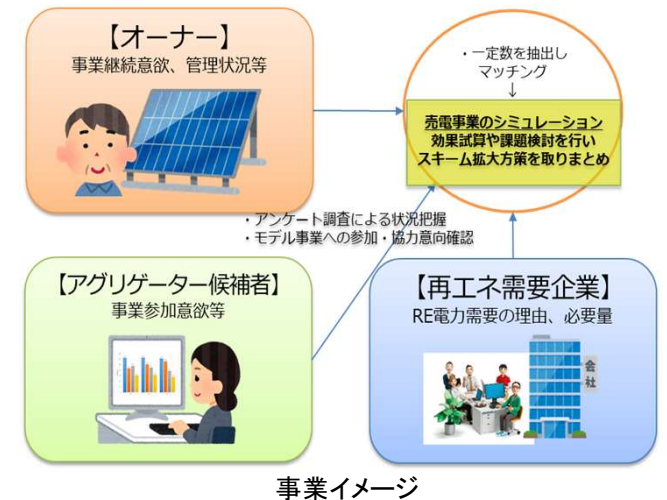 【オーナー】
事業継続意欲、管理状況等
・一定数を抽出し
マッチング
↓
売電事業のシミュレーション
効果試算や課題検討を行い
スキーム拡大方策を取りまとめ
・アンケート調査による状況把握
・モデル事業への参加・協力意向確認
【アグリゲーター候補者】
事業参加意欲等
【再エネ需要企業】
RE電力需要の理由、必要量
会社
事業イメージ